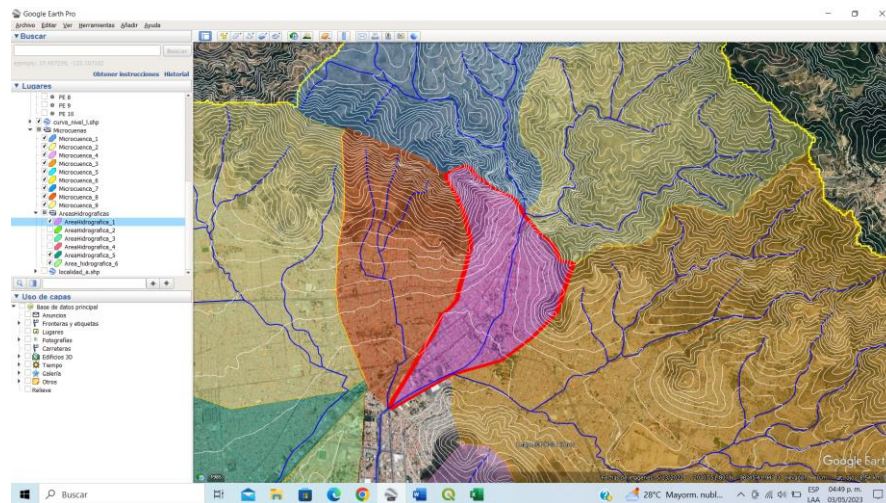 Google Earth Pro
Archivo Editar Ver Herramientas Añadir Ayuda
Buscar
Buscar
Obtener instrucciones Historial
Lugares
PE 8
PE 9
PE 10
curva_nivel_l.shp
Microcuencas
Microcuenca_1
Microcuenca_2
Microcuenca_4
Microcuenca_3
Microcuenca_5
Microcuenca_6
Microcuenca_7
Microcuenca_8
Microcuenca_9
AreasHidrograficas
AreaHidrografica_1
AreaHidrografica_2
AreaHidrografica_3
AreaHidrografica_4
AreaHidrografica_5
Area_hidrografica_6
localidad_a.shp
Uso de capas
Base de datos principal
Anuncios
Fronteras y etiquetas
Lugares
Fotografías
Carreteras
Edificios 3D
Tiempo
Galería
Otros
Relieve
Google Eart
Buscar
28°C Mayorm. nubl...
ESP
LAA
04:49 p. m.
03/05/2023